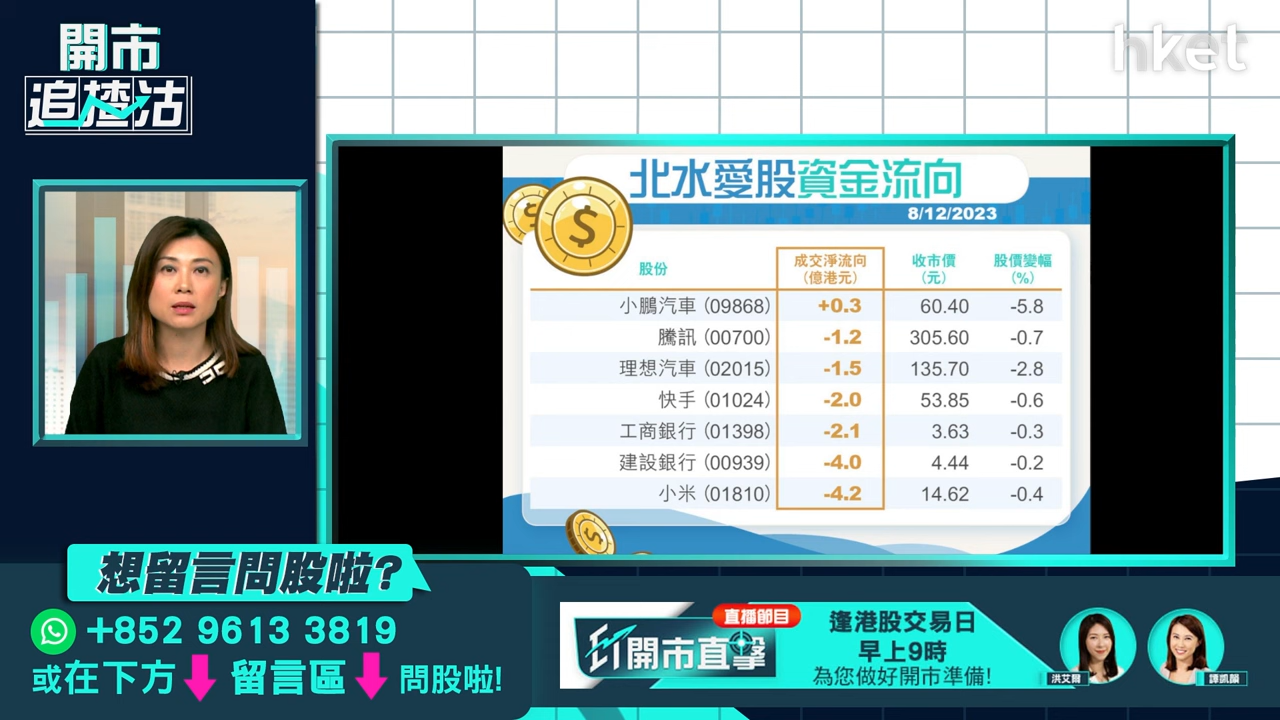 開市
追揸沽
hket
北水愛股資金流向
8/12/2023
股份 成交淨流向 (億港元) 收市價 (元) 股價變幅 (%)
小鵬汽車 (09868) +0.3 60.40 -5.8
騰訊 (00700) -1.2 305.60 -0.7
理想汽車 (02015) -1.5 135.70 -2.8
快手 (01024) -2.0 53.85 -0.6
工商銀行 (01398) -2.1 3.63 -0.3
建設銀行 (00939) -4.0 4.44 -0.2
小米 (01810) -4.2 14.62 -0.4
想留言問股啦?
+852 9613 3819
或在下方 留言區 問股啦!
直播節目
ET開市直擊
逢港股交易日
早上9時
為您做好開市準備!
洪艾爾
譚凱韻